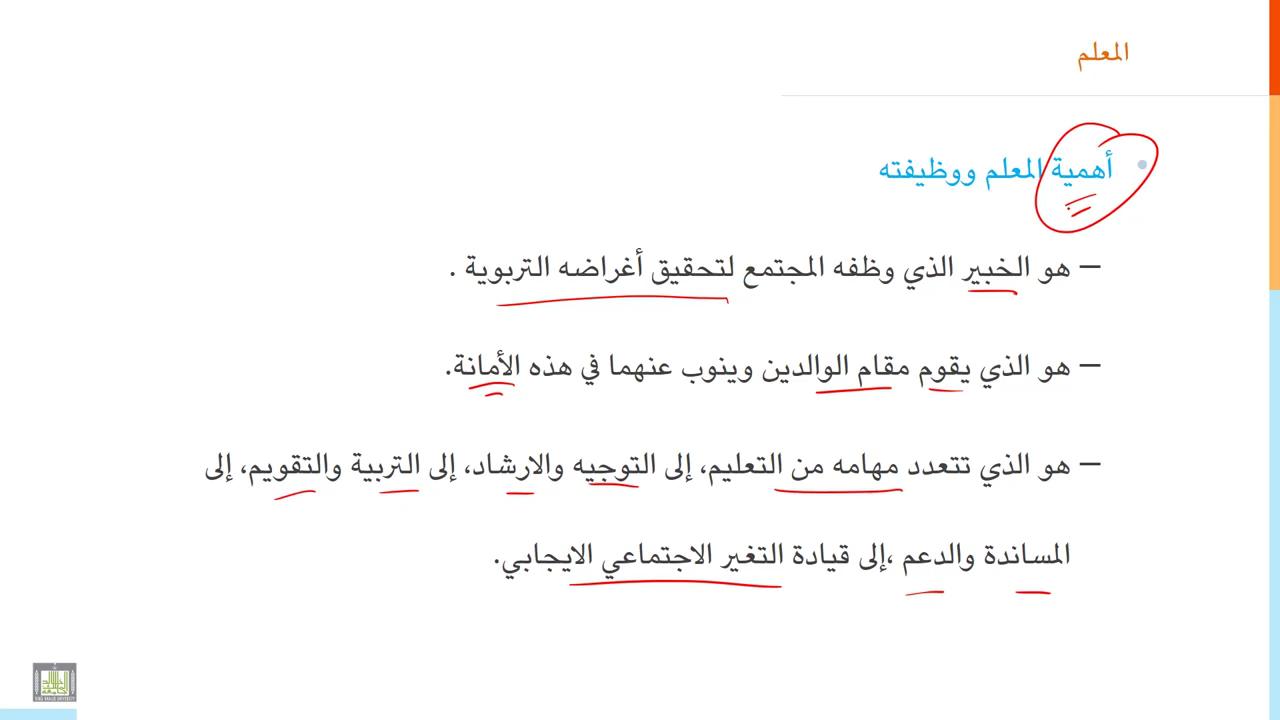 المعلم
• أهمية المعلم ووظيفته
– هو الخبير الذي وظفه المجتمع لتحقيق أغراضه التربوية .
– هو الذي يقوم مقام الوالدين وينوب عنهما في هذه الأمانة.
– هو الذي تتعدد مهامه من التعليم، إلى التوجيه والارشاد، إلى التربية والتقويم، إلى
المساندة والدعم ،إلى قيادة التغير الاجتماعي الايجابي.